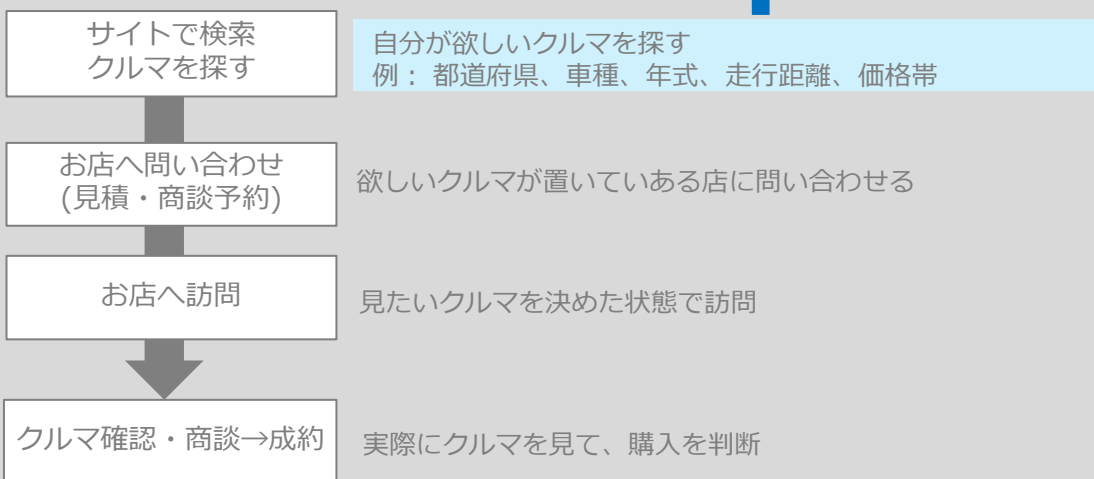 サイトで検索
クルマを探す
自分が欲しいクルマを探す
例： 都道府県、車種、年式、走行距離、価格帯
お店へ問い合わせ
(見積・商談予約)
欲しいクルマが置いていある店に問い合わせる
お店へ訪問
見たいクルマを決めた状態で訪問
クルマ確認・商談→成約
実際にクルマを見て、購入を判断